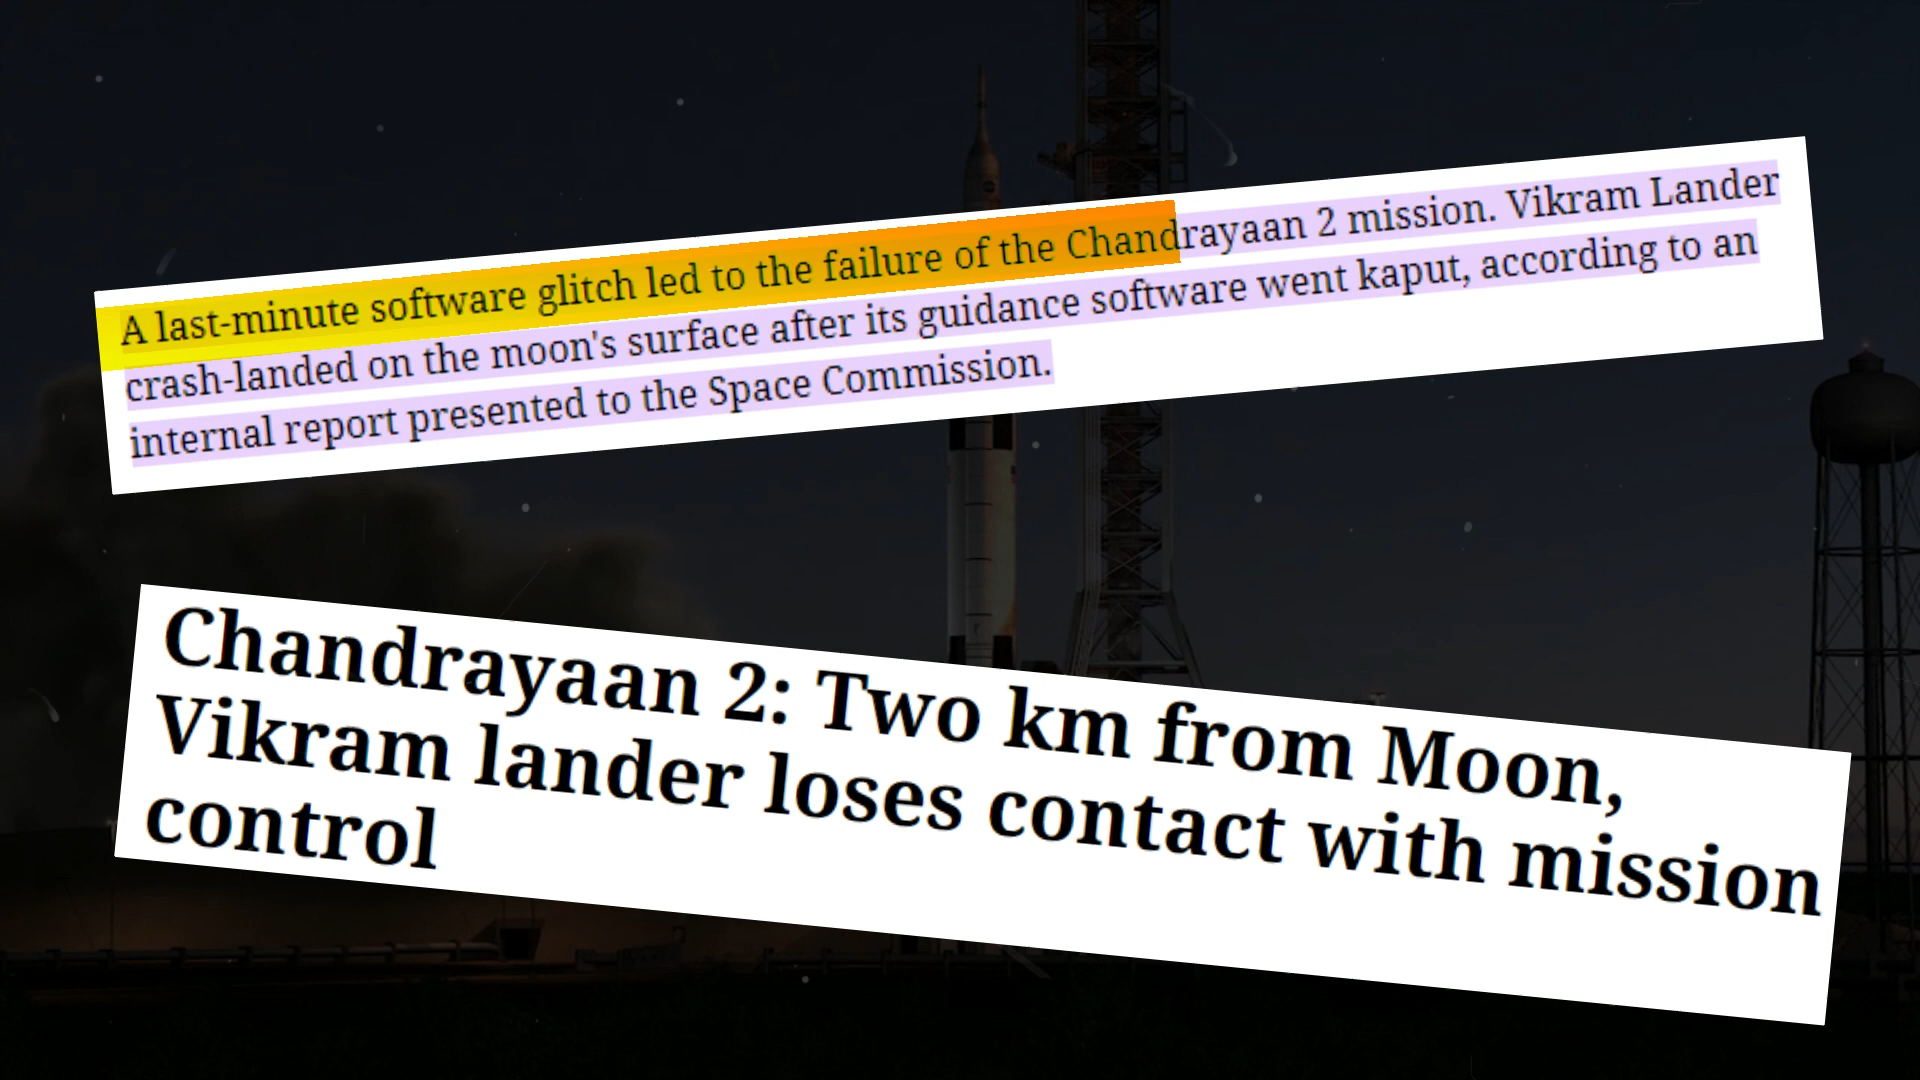 A last-minute software glitch led to the failure of the Chandrayaan 2 mission. Vikram Lander
crash-landed on the moon's surface after its guidance software went kaput, according to an
internal report presented to the Space Commission.
Chandrayaan 2: Two km from Moon,
Vikram lander loses contact with mission
control